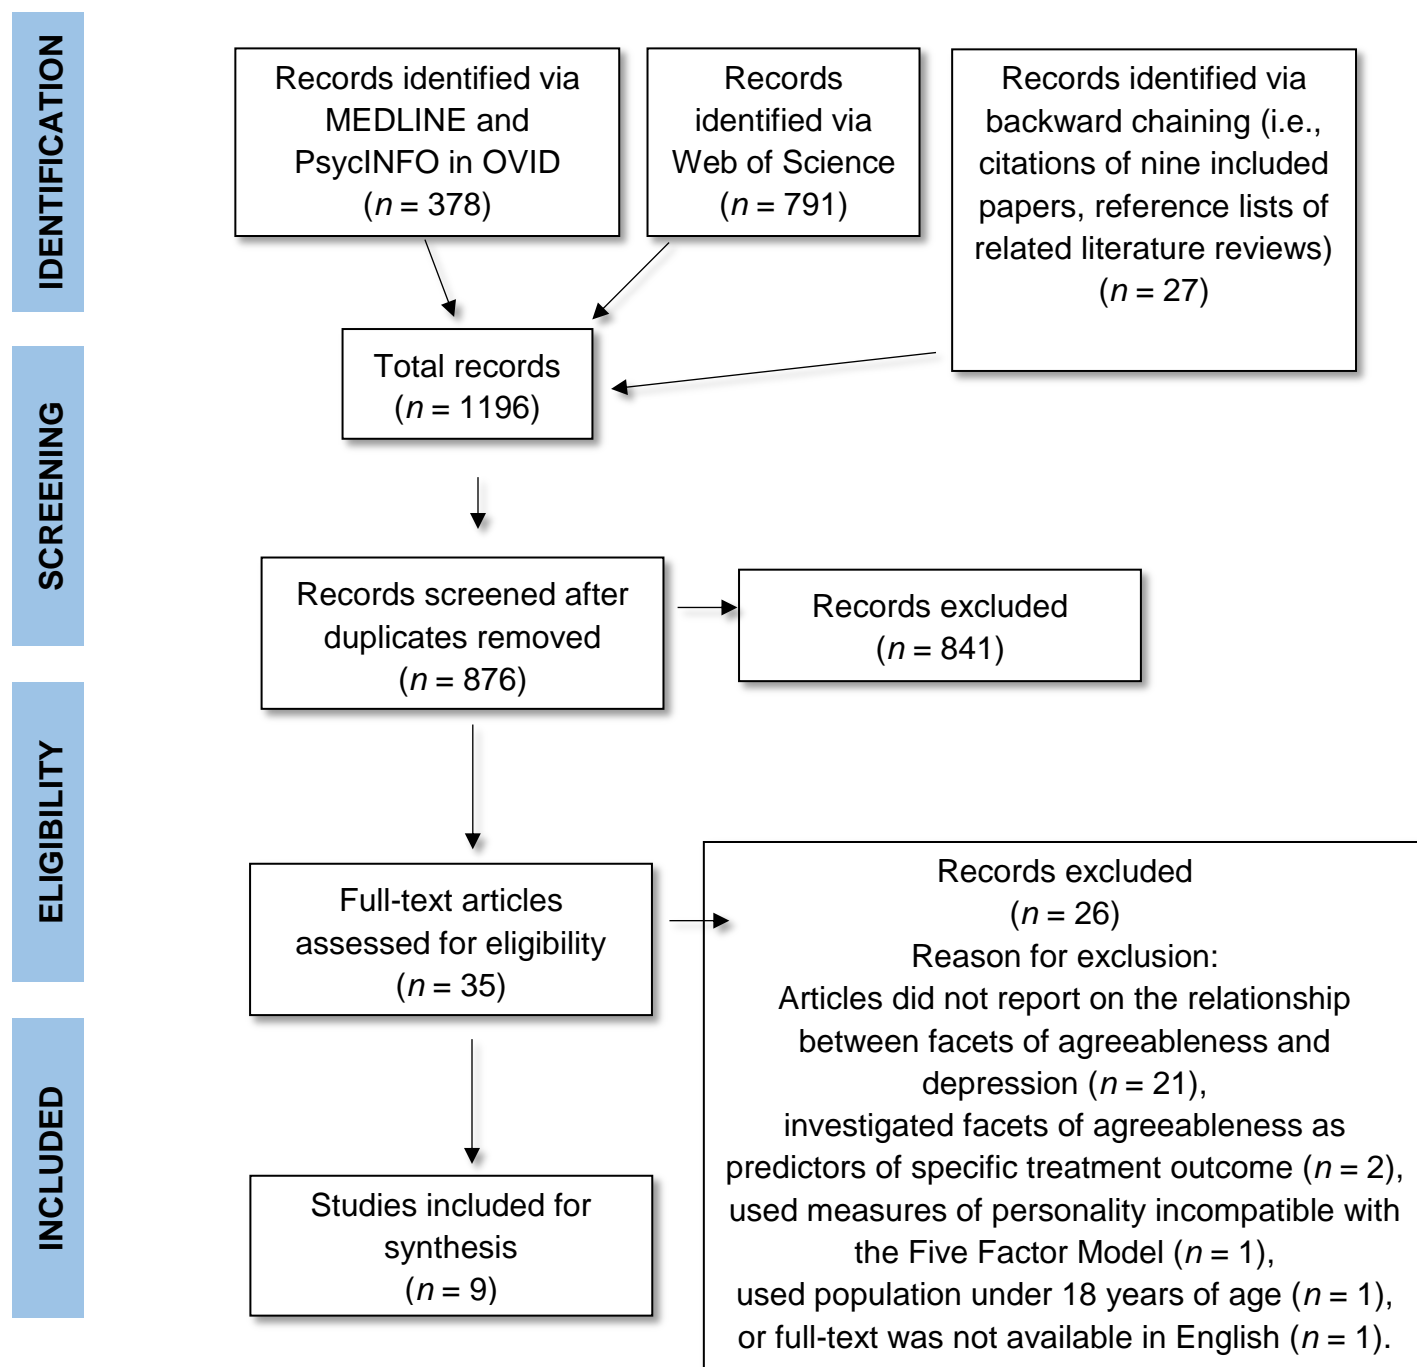 IDENTIFICATION
Records identified via
MEDLINE and
PsycINFO in OVID
(n = 378)
Records
identified via
Web of Science
(n = 791)
Records identified via
backward chaining (i.e.,
citations of nine included
papers, reference lists of
related literature reviews)
(n = 27)
SCREENING
Total records
(n = 1196)
Records screened after
duplicates removed
(n = 876)
Records excluded
(n = 841)
ELIGIBILITY
Full-text articles
assessed for eligibility
(n = 35)
Records excluded
(n = 26)
Reason for exclusion:
Articles did not report on the relationship
between facets of agreeableness and
depression (n = 21),
investigated facets of agreeableness as
predictors of specific treatment outcome (n = 2),
used measures of personality incompatible with
the Five Factor Model (n = 1),
used population under 18 years of age (n = 1),
or full-text was not available in English (n = 1).
INCLUDED
Studies included for
synthesis
(n = 9)